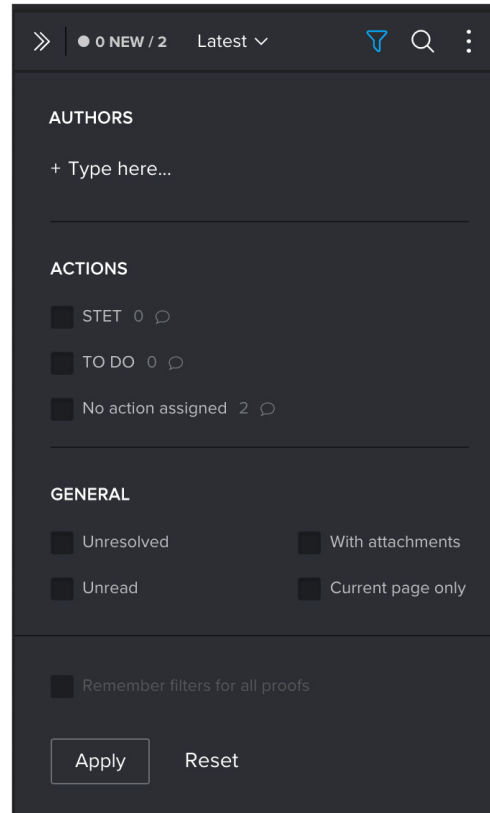 0 NEW / 2 Latest
AUTHORS
+ Type here...
ACTIONS
STET 0
TO DO 0
No action assigned 2
GENERAL
Unresolved With attachments
Unread Current page only
Remember filters for all proofs
Apply Reset